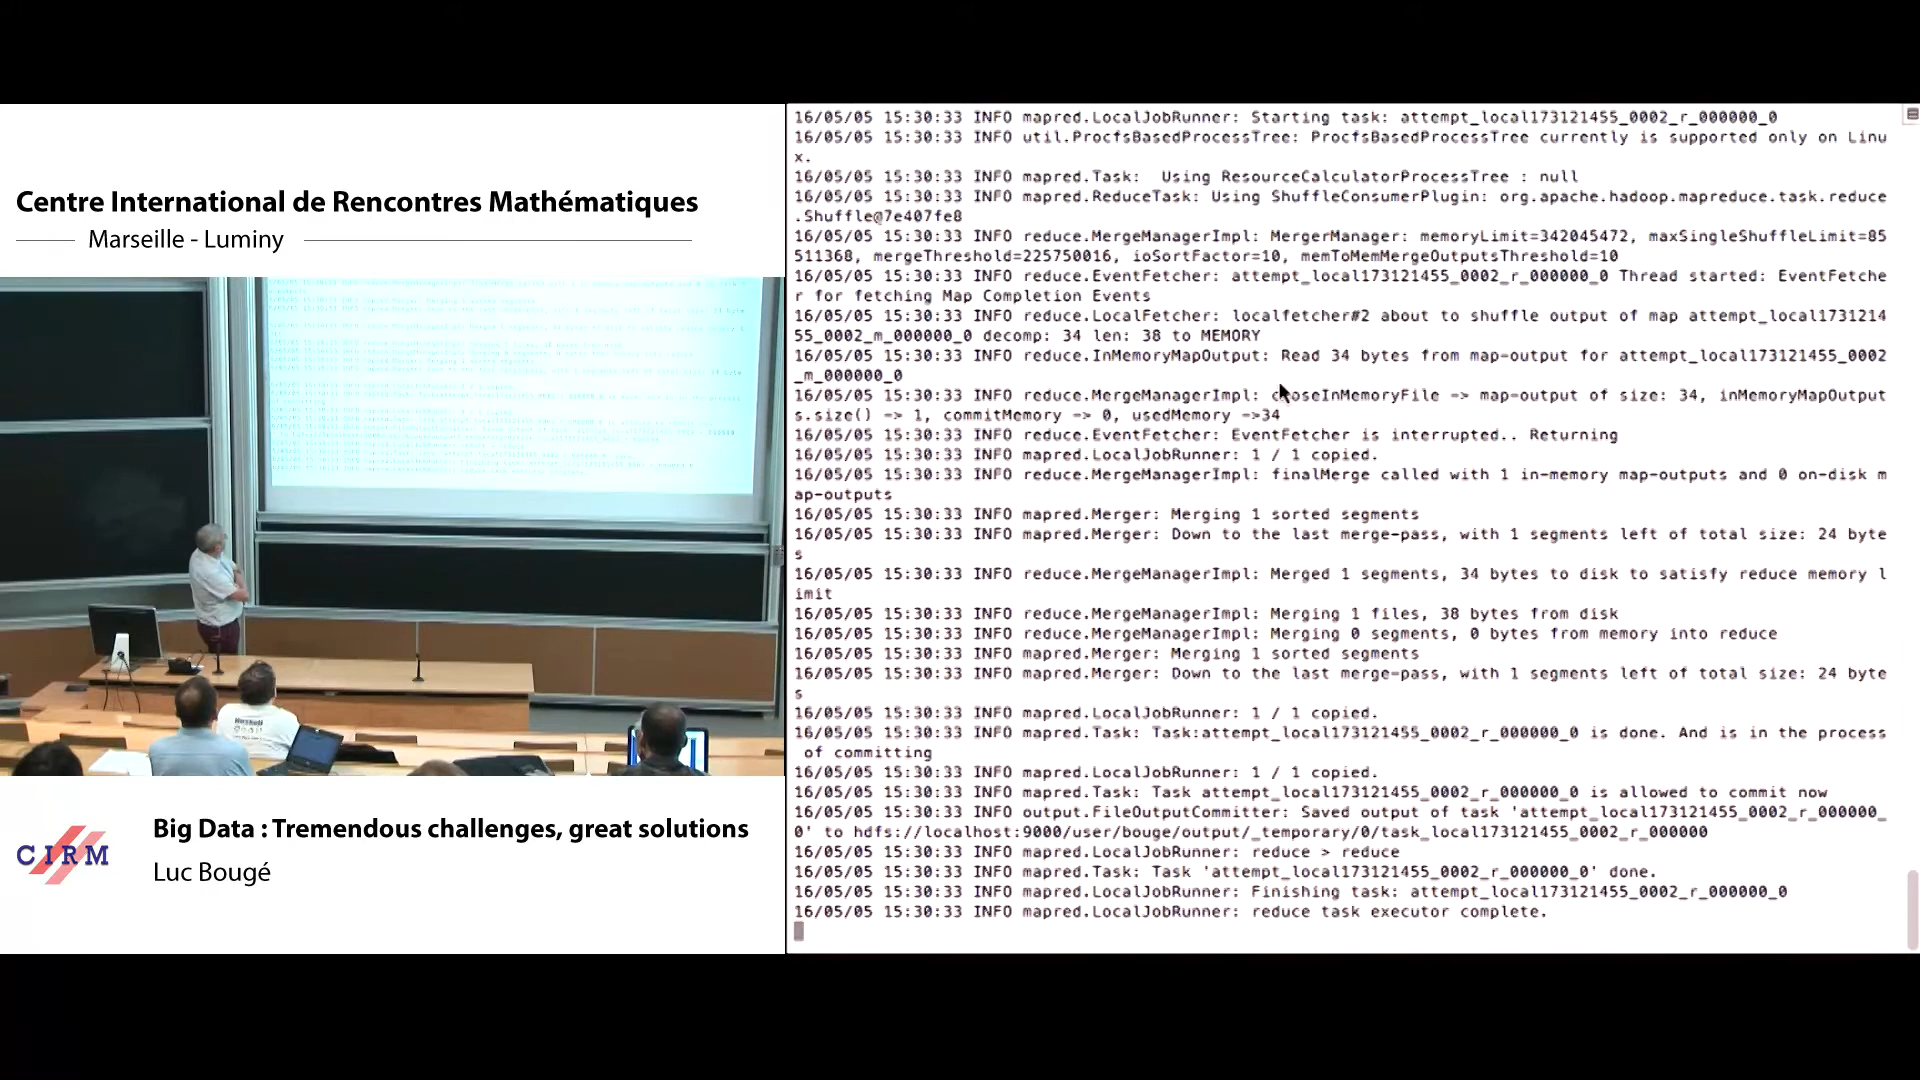 Centre International de Rencontres Mathématiques
Marseille - Luminy
CIRM
Big Data : Tremendous challenges, great solutions
Luc Bougé
16/05/05 15:30:33 INFO mapred.LocalJobRunner: Starting task: attempt_local173121455_0002_r_000000_0
16/05/05 15:30:33 INFO util.ProcfsBasedProcessTree: ProcfsBasedProcessTree currently is supported only on Linu
x.
16/05/05 15:30:33 INFO mapred.Task:  Using ResourceCalculatorProcessTree : null
16/05/05 15:30:33 INFO mapred.ReduceTask: Using ShuffleConsumerPlugin: org.apache.hadoop.mapreduce.task.reduce
.Shuffle@7e407fe8
16/05/05 15:30:33 INFO reduce.MergeManagerImpl: MergerManager: memoryLimit=342045472, maxSingleShuffleLimit=85
511368, mergeThreshold=225750016, ioSortFactor=10, memToMemMergeOutputsThreshold=10
16/05/05 15:30:33 INFO reduce.EventFetcher: attempt_local173121455_0002_r_000000_0 Thread started: EventFetche
r for fetching Map Completion Events
16/05/05 15:30:33 INFO reduce.LocalFetcher: localfetcher#2 about to shuffle output of map attempt_local1731214
55_0002_m_000000_0 decomp: 34 len: 38 to MEMORY
16/05/05 15:30:33 INFO reduce.InMemoryMapOutput: Read 34 bytes from map-output for attempt_local173121455_0002
_m_000000_0
16/05/05 15:30:33 INFO reduce.MergeManagerImpl: closeInMemoryFile -> map-output of size: 34, inMemoryMapOutput
s.size() -> 1, commitMemory -> 0, usedMemory ->34
16/05/05 15:30:33 INFO reduce.EventFetcher: EventFetcher is interrupted.. Returning
16/05/05 15:30:33 INFO mapred.LocalJobRunner: 1 / 1 copied.
16/05/05 15:30:33 INFO reduce.MergeManagerImpl: finalMerge called with 1 in-memory map-outputs and 0 on-disk m
ap-outputs
16/05/05 15:30:33 INFO mapred.Merger: Merging 1 sorted segments
16/05/05 15:30:33 INFO mapred.Merger: Down to the last merge-pass, with 1 segments left of total size: 24 byte
s
16/05/05 15:30:33 INFO reduce.MergeManagerImpl: Merged 1 segments, 34 bytes to disk to satisfy reduce memory l
imit
16/05/05 15:30:33 INFO reduce.MergeManagerImpl: Merging 1 files, 38 bytes from disk
16/05/05 15:30:33 INFO reduce.MergeManagerImpl: Merging 0 segments, 0 bytes from memory into reduce
16/05/05 15:30:33 INFO mapred.Merger: Merging 1 sorted segments
16/05/05 15:30:33 INFO mapred.Merger: Down to the last merge-pass, with 1 segments left of total size: 24 byte
s
16/05/05 15:30:33 INFO mapred.LocalJobRunner: 1 / 1 copied.
16/05/05 15:30:33 INFO mapred.Task: Task:attempt_local173121455_0002_r_000000_0 is done. And is in the process
 of committing
16/05/05 15:30:33 INFO mapred.LocalJobRunner: 1 / 1 copied.
16/05/05 15:30:33 INFO mapred.Task: Task attempt_local173121455_0002_r_000000_0 is allowed to commit now
16/05/05 15:30:33 INFO output.FileOutputCommitter: Saved output of task 'attempt_local173121455_0002_r_000000_
0' to hdfs://localhost:9000/user/bouge/output/_temporary/0/task_local173121455_0002_r_000000
16/05/05 15:30:33 INFO mapred.LocalJobRunner: reduce > reduce
16/05/05 15:30:33 INFO mapred.Task: Task 'attempt_local173121455_0002_r_000000_0' done.
16/05/05 15:30:33 INFO mapred.LocalJobRunner: Finishing task: attempt_local173121455_0002_r_000000_0
16/05/05 15:30:33 INFO mapred.LocalJobRunner: reduce task executor complete.